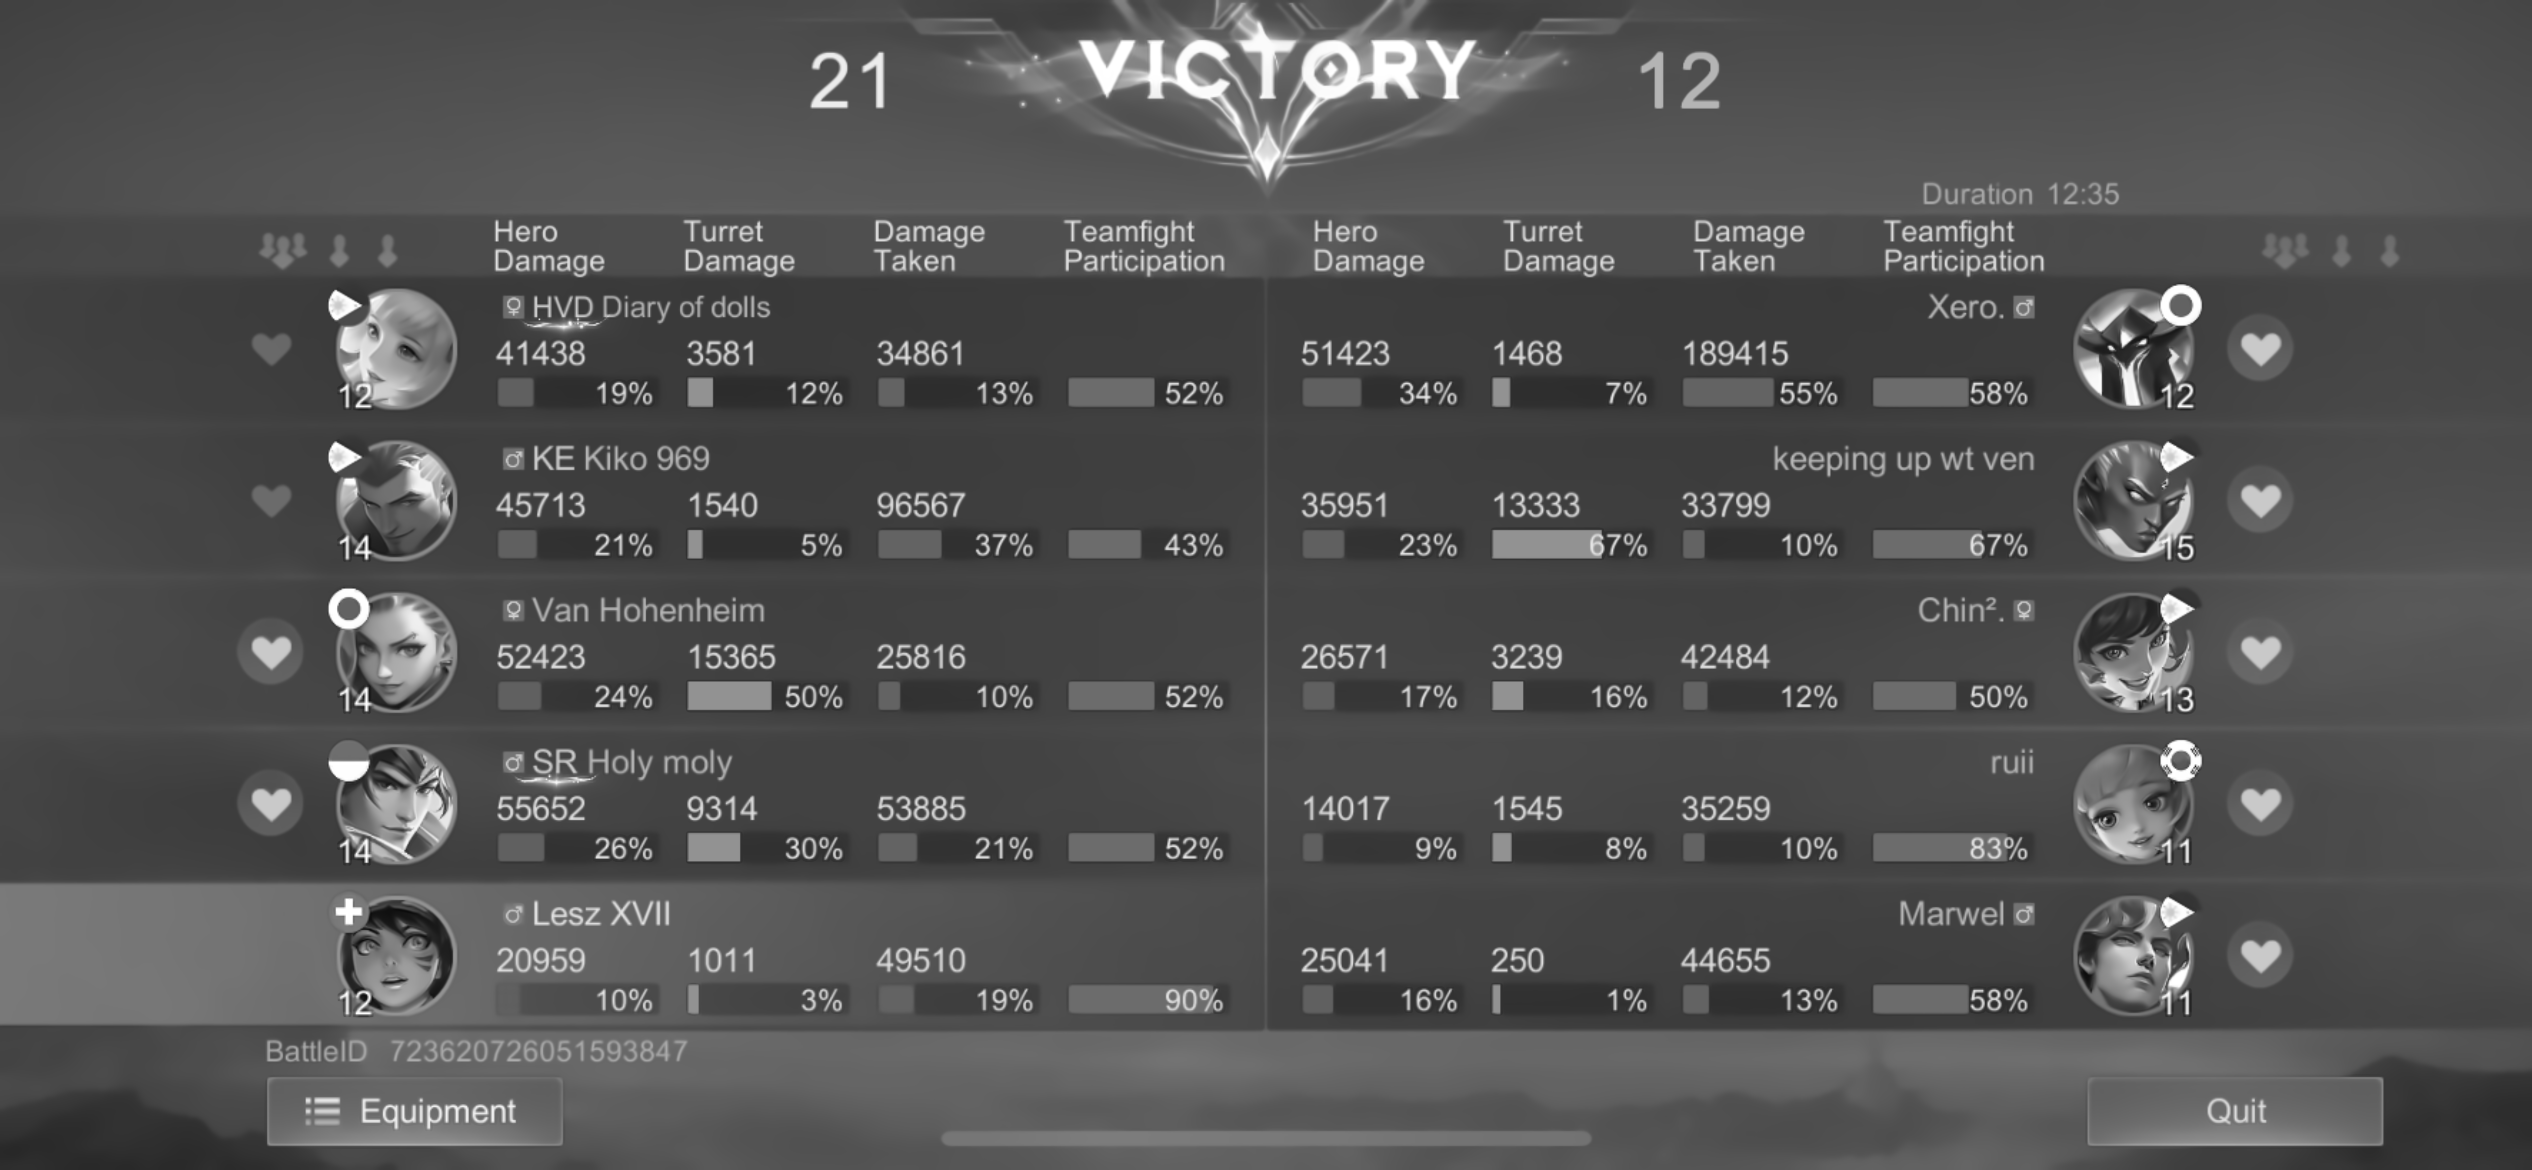 21 VICTORY 12
Duration 12:35
Hero Damage Turret Damage Damage Taken Teamfight Participation Hero Damage Turret Damage Damage Taken Teamfight Participation
HVD Diary of dolls
41438 3581 34861
12 19% 12% 13% 52%
Xero.
51423 1468 189415
34% 7% 55% 58% 12
KE Kiko 969
45713 1540 96567
14 21% 5% 37% 43%
keeping up wt ven
35951 13333 33799
23% 67% 10% 67% 15
Van Hohenheim
52423 15365 25816
14 24% 50% 10% 52%
Chin².
26571 3239 42484
17% 16% 12% 50% 13
SR Holy moly
55652 9314 53885
14 26% 30% 21% 52%
ruii
14017 1545 35259
9% 8% 10% 83% 11
Lesz XVII
20959 1011 49510
12 10% 3% 19% 90%
Marwel
25041 250 44655
16% 1% 13% 58% 11
BattleID 723620726051593847
Equipment
Quit